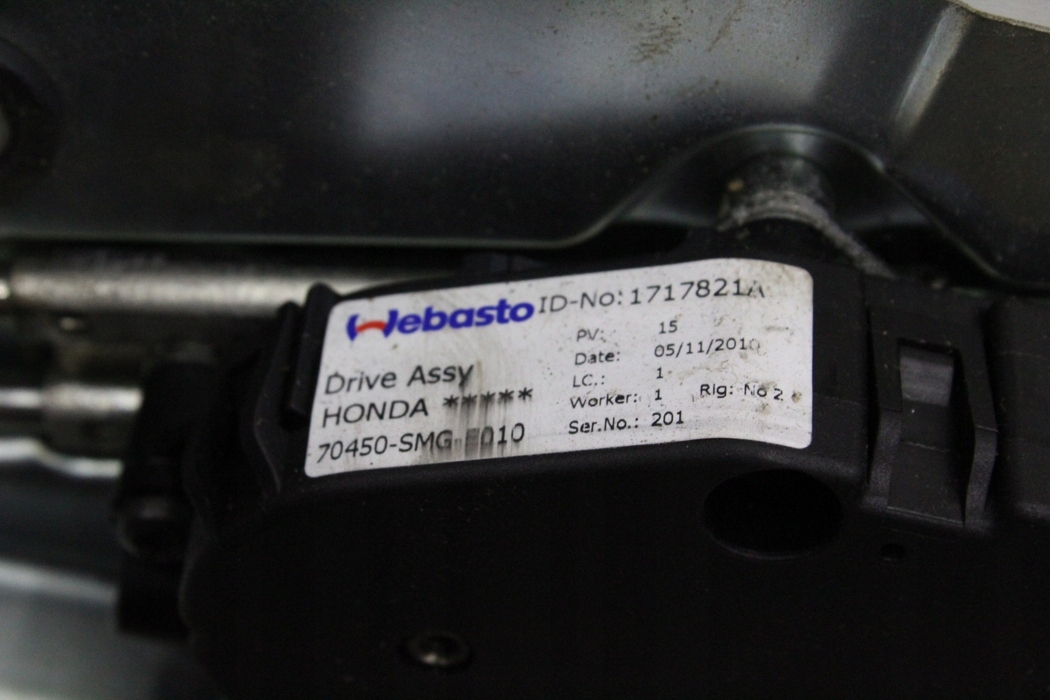 Webasto ID-No: 1717821A
PV: 15
Date: 05/11/2010
LC.: 1
Worker: 1 Rig: No 2
Ser.No.: 201
Drive Assy
HONDA *****
70450-SMG-